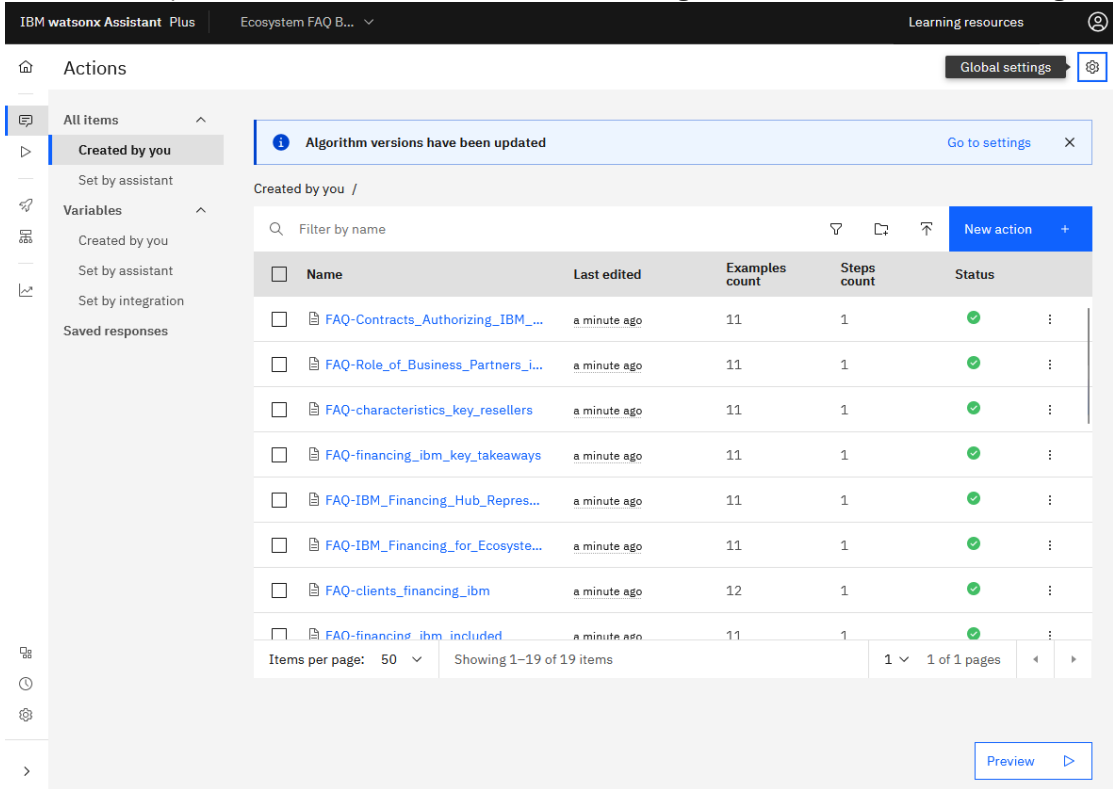 IBM watsonx Assistant Plus
Ecosystem FAQ B...
Learning resources
Actions
Global settings
All items
Created by you
Set by assistant
Variables
Created by you
Set by assistant
Set by integration
Saved responses
Algorithm versions have been updated
Go to settings
Created by you /
Filter by name
New action +
Name Last edited Examples count Steps count Status
FAQ-Contracts_Authorizing_IBM_... a minute ago 11 1
FAQ-Role_of_Business_Partners_i... a minute ago 11 1
FAQ-characteristics_key_resellers a minute ago 11 1
FAQ-financing_ibm_key_takeaways a minute ago 11 1
FAQ-IBM_Financing_Hub_Repres... a minute ago 11 1
FAQ-IBM_Financing_for_Ecosyste... a minute ago 11 1
FAQ-clients_financing_ibm a minute ago 12 1
FAQ-financing_ibm_included a minute ago 11 1
Items per page: 50 Showing 1–19 of 19 items 1 1 of 1 pages
Preview